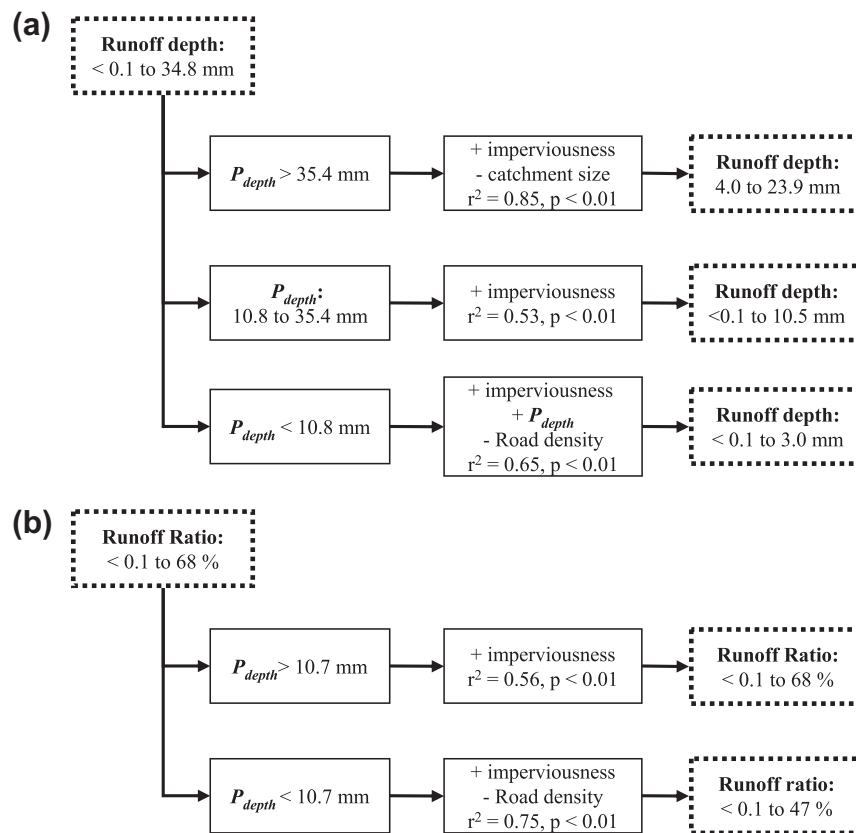 (a)
Runoff depth:
< 0.1 to 34.8 mm
P_depth > 35.4 mm
+ imperviousness
- catchment size
r² = 0.85, p < 0.01
Runoff depth:
4.0 to 23.9 mm
P_depth:
10.8 to 35.4 mm
+ imperviousness
r² = 0.53, p < 0.01
Runoff depth:
<0.1 to 10.5 mm
P_depth < 10.8 mm
+ imperviousness
+ P_depth
- Road density
r² = 0.65, p < 0.01
Runoff depth:
< 0.1 to 3.0 mm
(b)
Runoff Ratio:
< 0.1 to 68 %
P_depth> 10.7 mm
+ imperviousness
r² = 0.56, p < 0.01
Runoff Ratio:
< 0.1 to 68 %
P_depth < 10.7 mm
+ imperviousness
- Road density
r² = 0.75, p < 0.01
Runoff ratio:
< 0.1 to 47 %